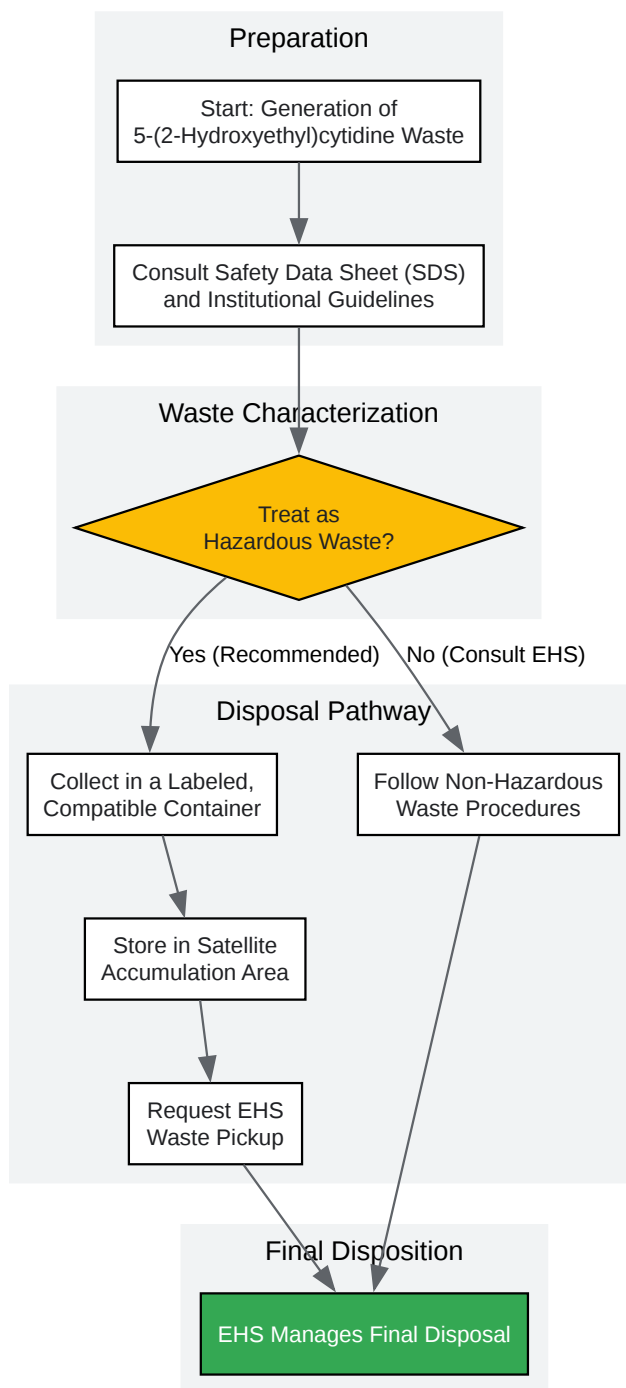 Preparation
Start: Generation of
5-(2-Hydroxyethyl)cytidine Waste
Consult Safety Data Sheet (SDS)
and Institutional Guidelines
Waste Characterization
Treat as
Hazardous Waste?
Yes (Recommended)
No (Consult EHS)
Disposal Pathway
Collect in a Labeled,
Compatible Container
Follow Non-Hazardous
Waste Procedures
Store in Satellite
Accumulation Area
Request EHS
Waste Pickup
Final Disposition
EHS Manages Final Disposal